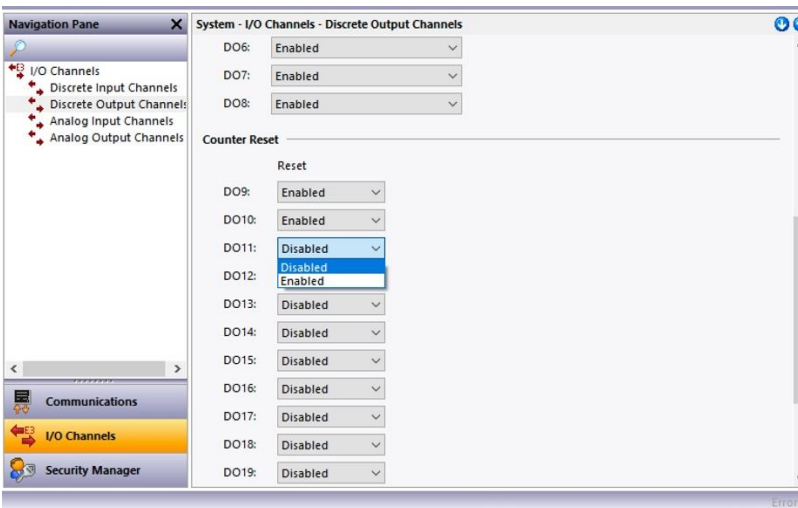 Navigation Pane
X
I/O Channels
Discrete Input Channels
Discrete Output Channels
Analog Input Channels
Analog Output Channels
Communications
I/O Channels
Security Manager
System - I/O Channels - Discrete Output Channels
DO6: Enabled
DO7: Enabled
DO8: Enabled
Counter Reset
Reset
DO9: Enabled
DO10: Enabled
DO11: Disabled
Disabled
DO12:
Enabled
DO13: Disabled
DO14: Disabled
DO15: Disabled
DO16: Disabled
DO17: Disabled
DO18: Disabled
DO19: Disabled
Error